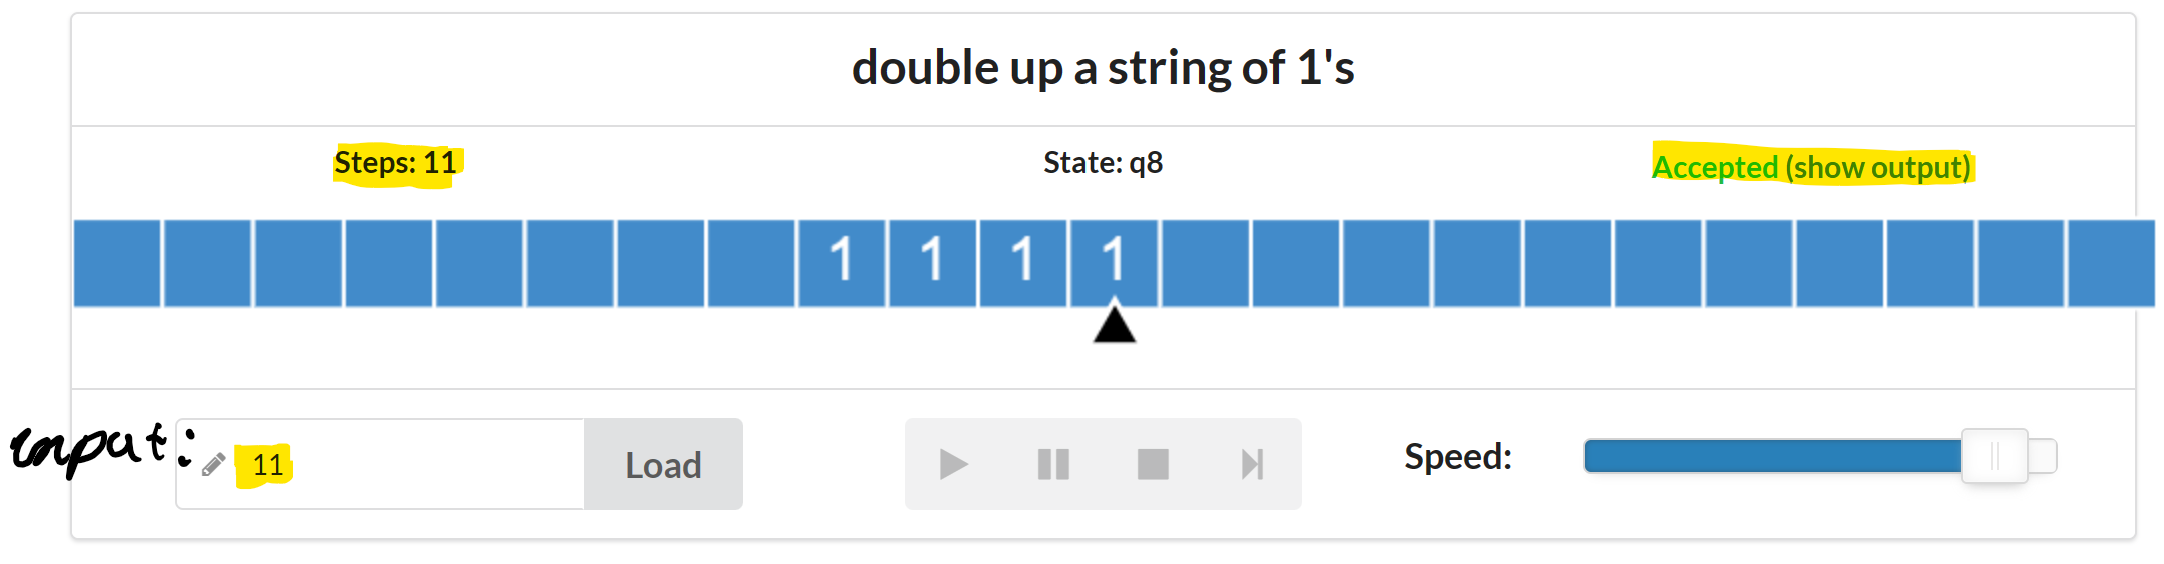 double up a string of 1's
Steps: 11 State: q8 Accepted (show output)
1 1 1 1
input: 11 Load Speed: